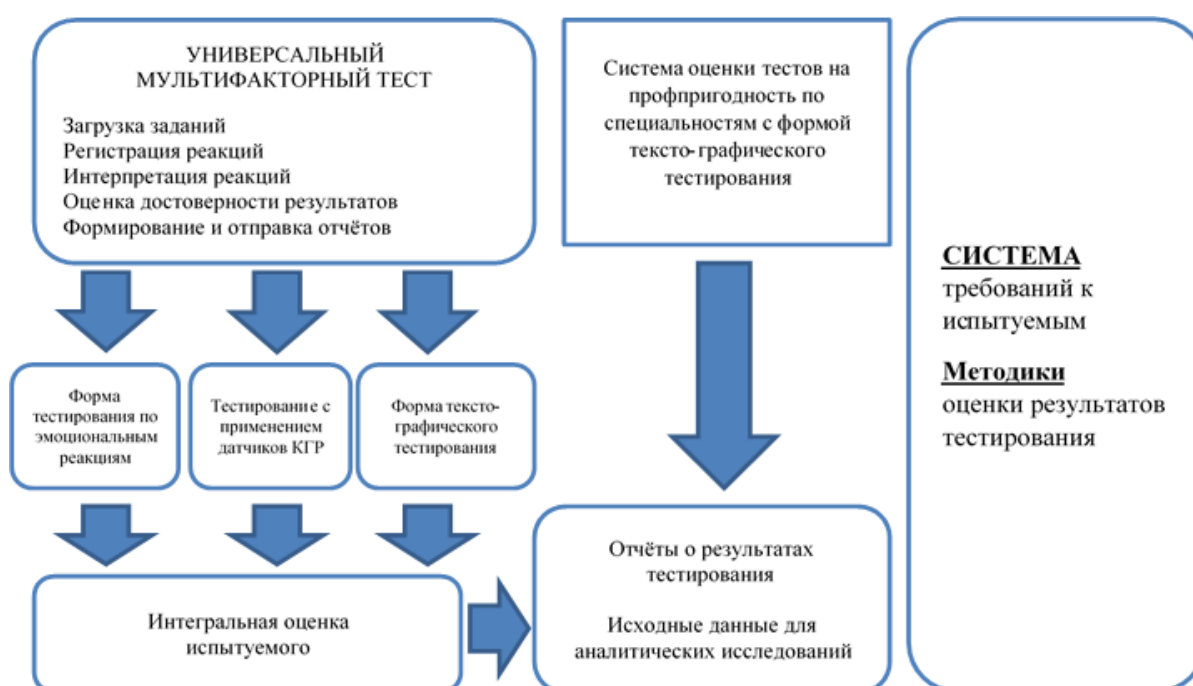 УНИВЕРСАЛЬНЫЙ
МУЛЬТИФАКТОРНЫЙ ТЕСТ
Загрузка заданий
Регистрация реакций
Интерпретация реакций
Оценка достоверности результатов
Формирование и отправка отчётов
Система оценки тестов на
профпригодность по
специальностям с формой
тексто-графического
тестирования
СИСТЕМА
требований к
испытуемым
Методики
оценки результатов
тестирования
Форма
тестирования по
эмоциональным
реакциям
Тестирование с
применением
датчиков КГР
Форма тексто-
графического
тестирования
Интегральная оценка
испытуемого
Отчёты о результатах
тестирования
Исходные данные для
аналитических исследований